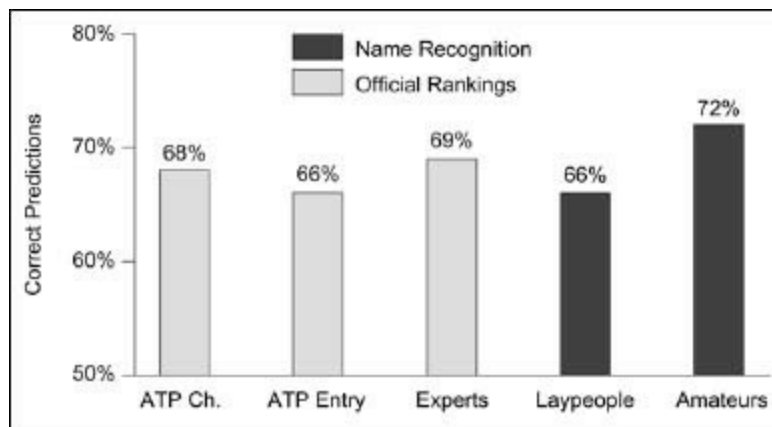 80%
Name Recognition
Official Rankings
72%
70%
68%
69%
66%
66%
Correct Predictions
60%
50%
ATP Ch.
ATP Entry
Experts
Laypeople
Amateurs